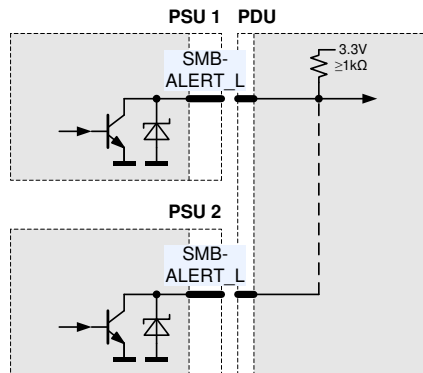 PSU 1 PDU
SMB-
ALERT_L
3.3V
≥1kΩ
PSU 2
SMB-
ALERT_L